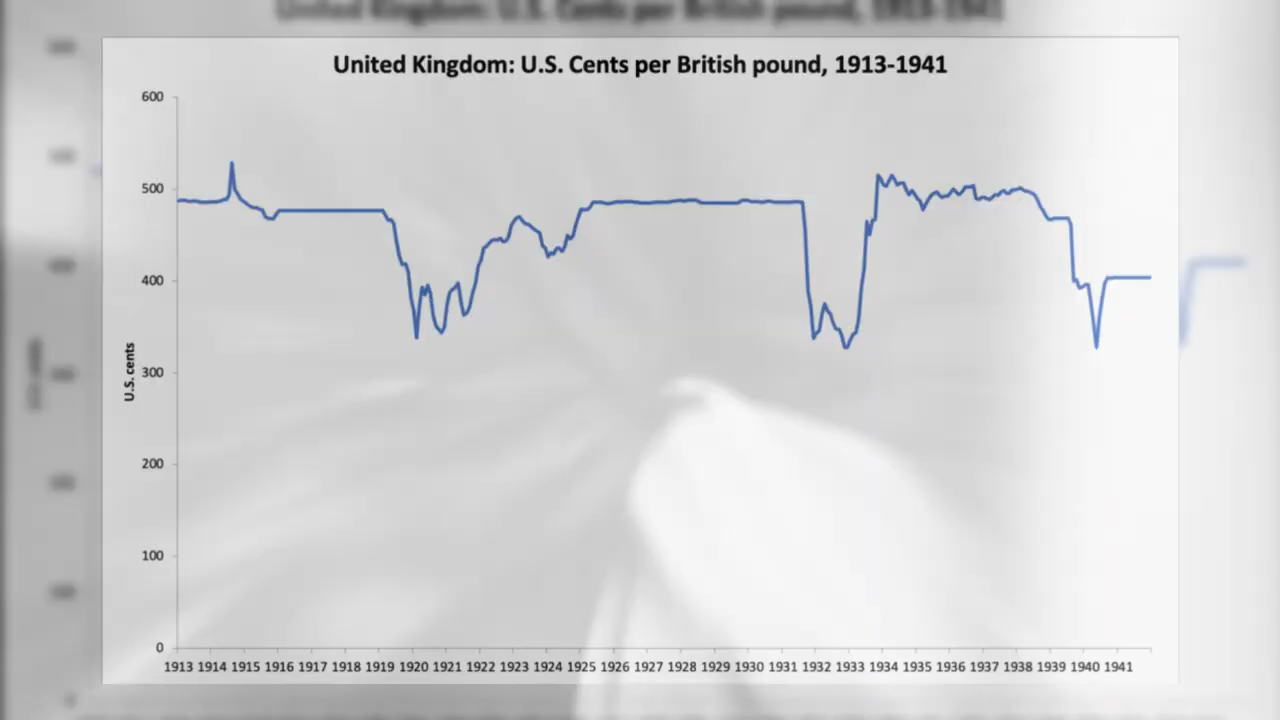 United Kingdom: U.S. Cents per British pound, 1913-1941
600
500
400
300
200
100
0
U.S. cents
1913 1914 1915 1916 1917 1918 1919 1920 1921 1922 1923 1924 1925 1926 1927 1928 1929 1930 1931 1932 1933 1934 1935 1936 1937 1938 1939 1940 1941